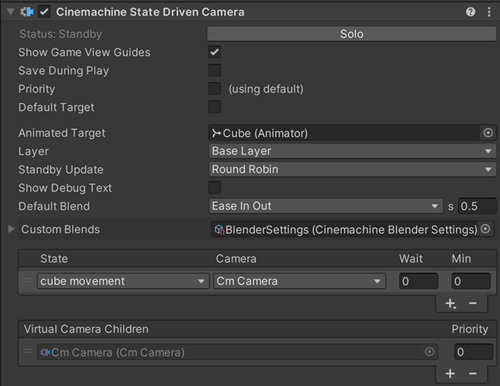 Cinemachine State Driven Camera
Status: Standby Solo
Show Game View Guides
Save During Play
Priority (using default)
Default Target
Animated Target Cube (Animator)
Layer Base Layer
Standby Update Round Robin
Show Debug Text
Default Blend Ease In Out s 0.5
Custom Blends BlenderSettings (Cinemachine Blender Settings)
State Camera Wait Min
cube movement Cm Camera 0 0
Virtual Camera Children Priority
Cm Camera (Cm Camera) 0